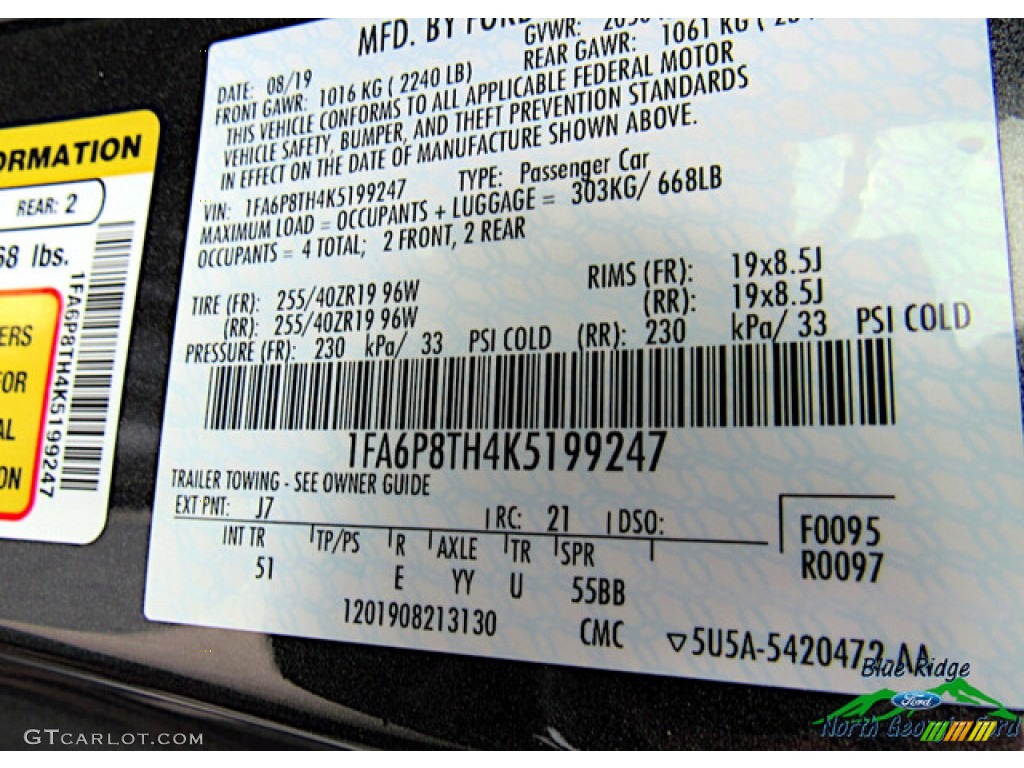 MFD. BY FORD
GVWR:
DATE: 08/19
REAR GAWR: 1061 KG (
FRONT GAWR: 1016 KG ( 2240 LB)
THIS VEHICLE CONFORMS TO ALL APPLICABLE FEDERAL MOTOR
VEHICLE SAFETY, BUMPER, AND THEFT PREVENTION STANDARDS
IN EFFECT ON THE DATE OF MANUFACTURE SHOWN ABOVE.
VIN: 1FA6P8TH4K5199247 TYPE: Passenger Car
MAXIMUM LOAD = OCCUPANTS + LUGGAGE = 303KG/ 668LB
OCCUPANTS = 4 TOTAL; 2 FRONT, 2 REAR
TIRE (FR): 255/40ZR19 96W RIMS (FR): 19x8.5J
(RR): 255/40ZR19 96W (RR): 19x8.5J
PRESSURE (FR): 230 kPa/ 33 PSI COLD (RR): 230 kPa/ 33 PSI COLD
1FA6P8TH4K5199247
TRAILER TOWING - SEE OWNER GUIDE
EXT PNT: J7 RC: 21 DSO:
INT TR TP/PS R AXLE TR SPR
51 E YY U 55BB
F0095
R0097
1201908213130 CMC 5U5A-5420472-AA
ORMATION
REAR: 2
68 lbs.
ERS
FOR
AL
ON
1FA6P8TH4K5199247
Blue Ridge
Ford
North Georgia Ford
GTCARLOT.COM